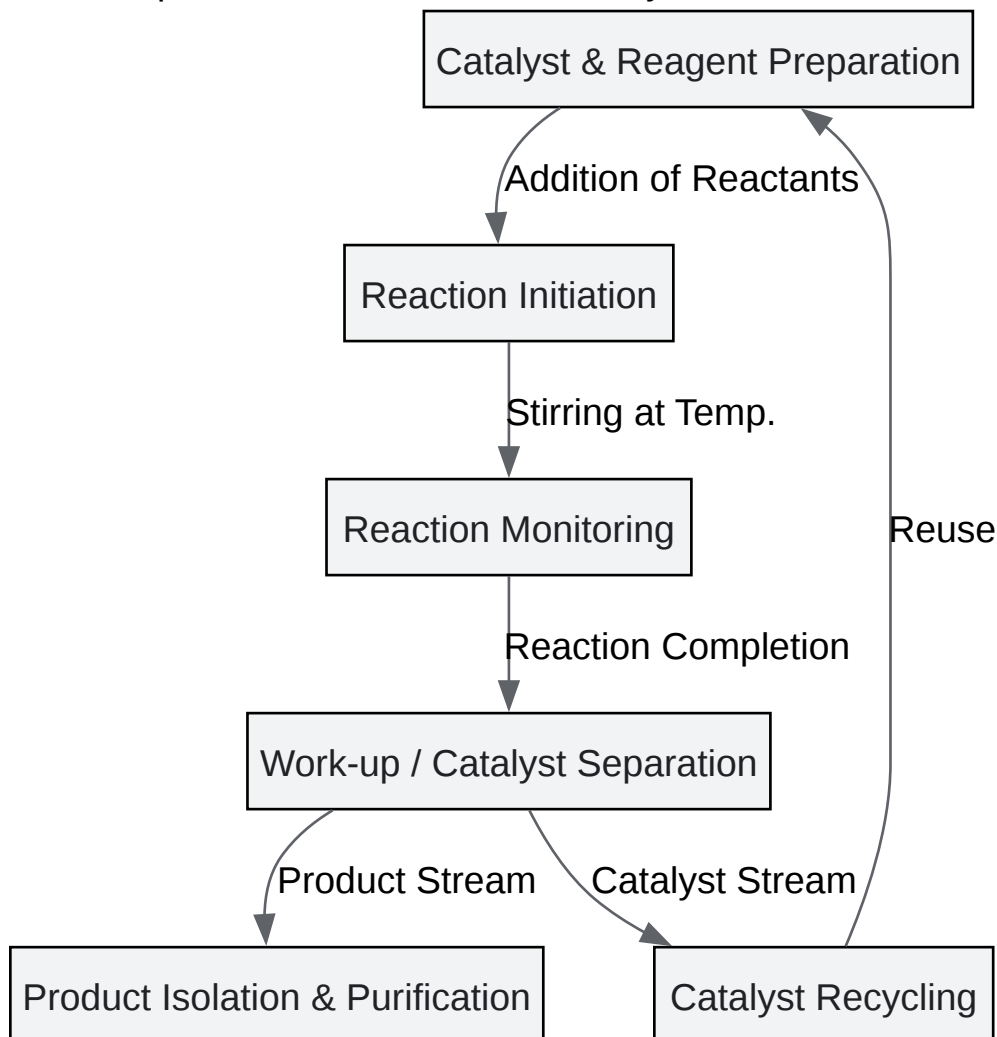 Catalyst & Reagent Preparation
Addition of Reactants
Reaction Initiation
Stirring at Temp.
Reaction Monitoring
Reuse
Reaction Completion
Work-up / Catalyst Separation
Product Stream
Catalyst Stream
Product Isolation & Purification
Catalyst Recycling